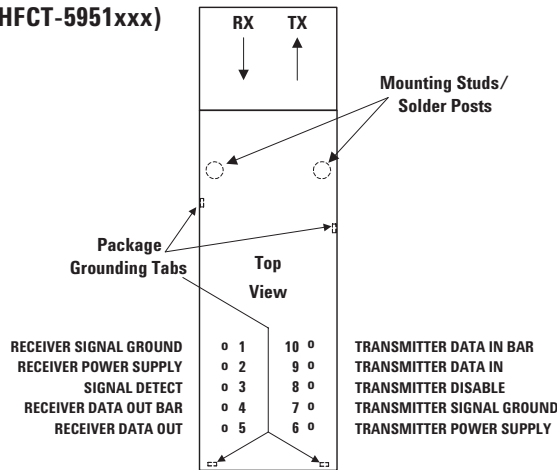 HFCT-5951xxx)
RX TX
Mounting Studs/
Solder Posts
Package
Grounding Tabs
Top
View
RECEIVER SIGNAL GROUND o 1 10 o TRANSMITTER DATA IN BAR
RECEIVER POWER SUPPLY o 2 9 o TRANSMITTER DATA IN
SIGNAL DETECT o 3 8 o TRANSMITTER DISABLE
RECEIVER DATA OUT BAR o 4 7 o TRANSMITTER SIGNAL GROUND
RECEIVER DATA OUT o 5 6 o TRANSMITTER POWER SUPPLY